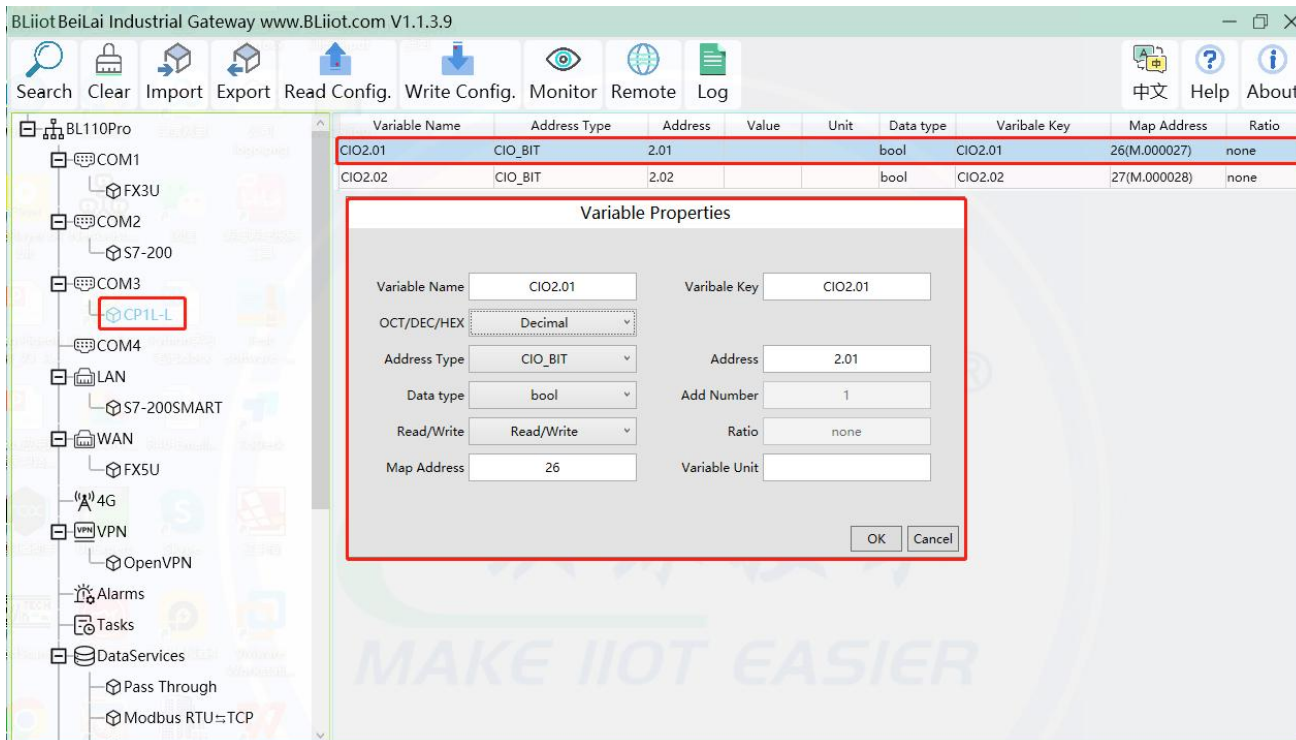 BLiiot BeiLai Industrial Gateway www.BLiiot.com V1.1.3.9
Search Clear Import Export Read Config. Write Config. Monitor Remote Log 中文 Help About
BL110Pro
COM1
FX3U
COM2
S7-200
COM3
CP1L-L
COM4
LAN
S7-200SMART
WAN
FX5U
4G
VPN VPN
OpenVPN
Alarms
Tasks
DataServices
Pass Through
Modbus RTU⇆TCP
Variable Name Address Type Address Value Unit Data type Varibale Key Map Address Ratio
CIO2.01 CIO_BIT 2.01 bool CIO2.01 26(M.000027) none
CIO2.02 CIO_BIT 2.02 bool CIO2.02 27(M.000028) none
Variable Properties
Variable Name CIO2.01 Varibale Key CIO2.01
OCT/DEC/HEX Decimal
Address Type CIO_BIT Address 2.01
Data type bool Add Number 1
Read/Write Read/Write Ratio none
Map Address 26 Variable Unit
OK Cancel
MAKE IIOT EASIER